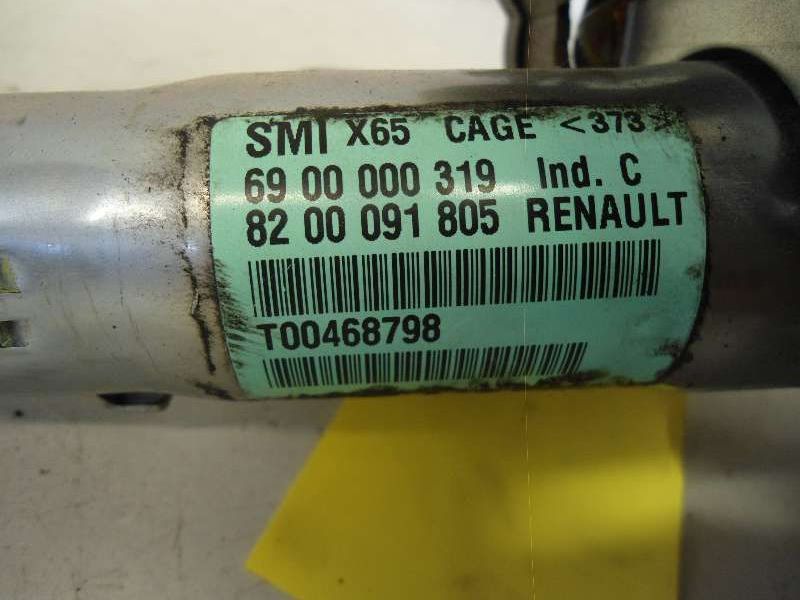 SMI X65 CAGE <373>
69 00 000 319 Ind. C
82 00 091 805 RENAULT
T00468798